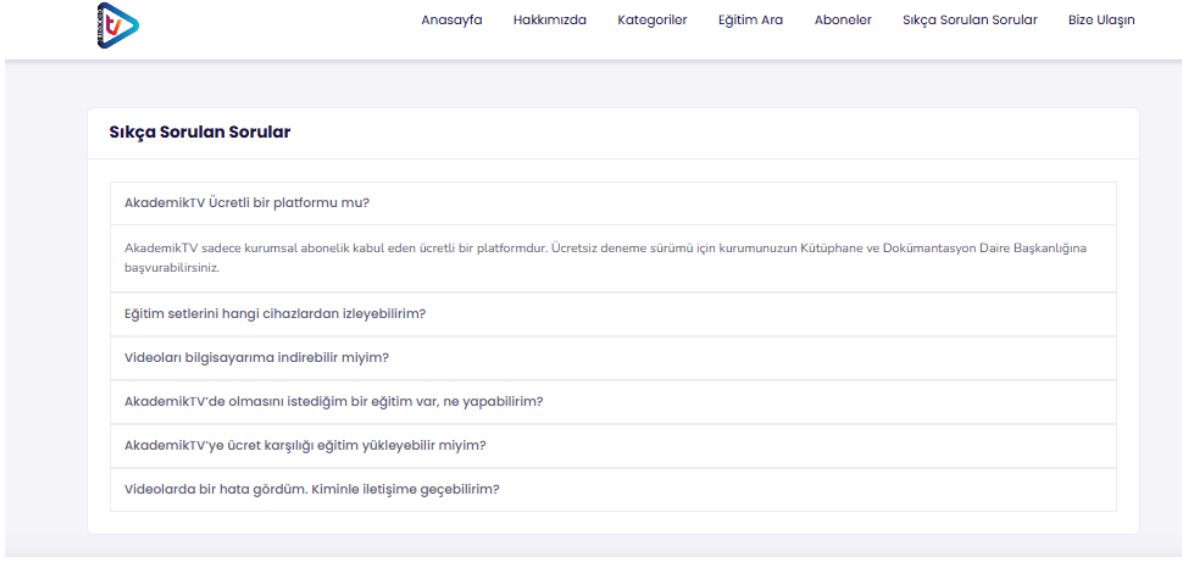 Anasayfa Hakkımızda Kategoriler Eğitim Ara Aboneler Sıkça Sorulan Sorular Bize Ulaşın
Sıkça Sorulan Sorular
AkademikTV Ücretli bir platformu mu?
AkademikTV sadece kurumsal abonelik kabul eden ücretli bir platformdur. Ücretsiz deneme sürümü için kurumunuzun Kütüphane ve Dokümantasyon Daire Başkanlığına
başvurabilirsiniz.
Eğitim setlerini hangi cihazlardan izleyebilirim?
Videoları bilgisayarıma indirebilir miyim?
AkademikTV'de olmasını istediğim bir eğitim var, ne yapabilirim?
AkademikTV'ye ücret karşılığı eğitim yükleyebilir miyim?
Videolarda bir hata gördüm. Kiminle iletişime geçebilirim?